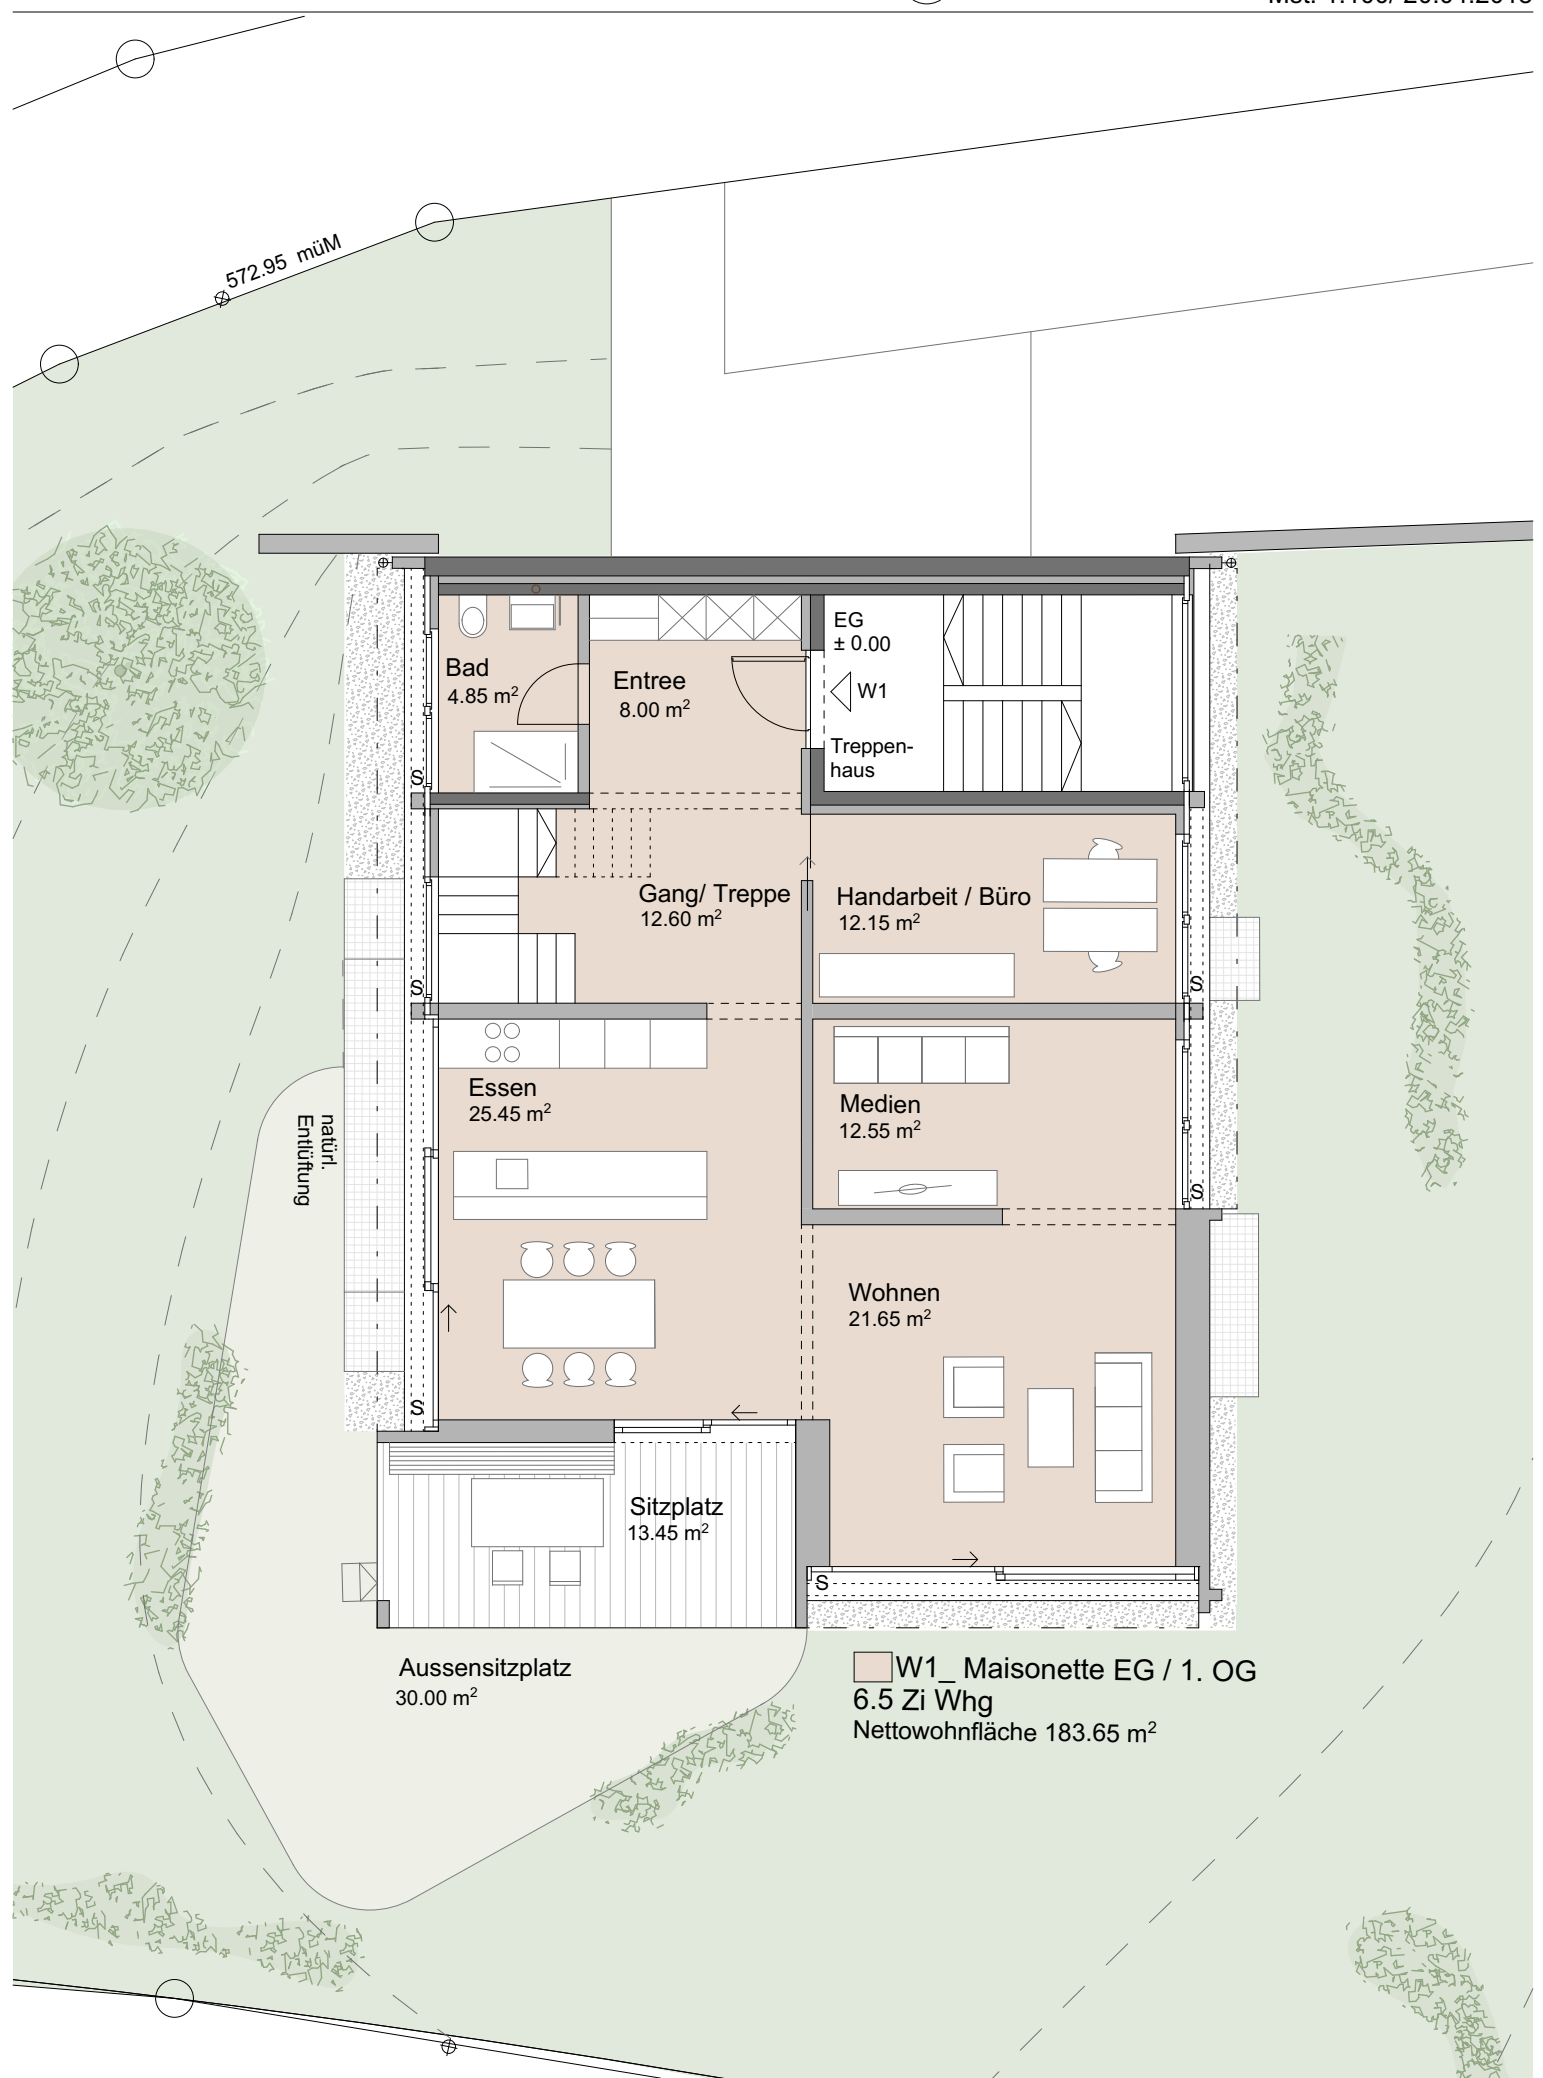 572.95 müM
EG
± 0.00
Bad
4.85 m²
Entree
8.00 m²
W1
Treppen-
haus
S
Gang/ Treppe
12.60 m²
Handarbeit / Büro
12.15 m²
S
S
Essen
25.45 m²
Medien
12.55 m²
natürl.
Entlüftung
S
Wohnen
21.65 m²
S
Sitzplatz
13.45 m²
S
Aussensitzplatz
30.00 m²
W1_ Maisonette EG / 1. OG
6.5 Zi Whg
Nettowohnfläche 183.65 m²